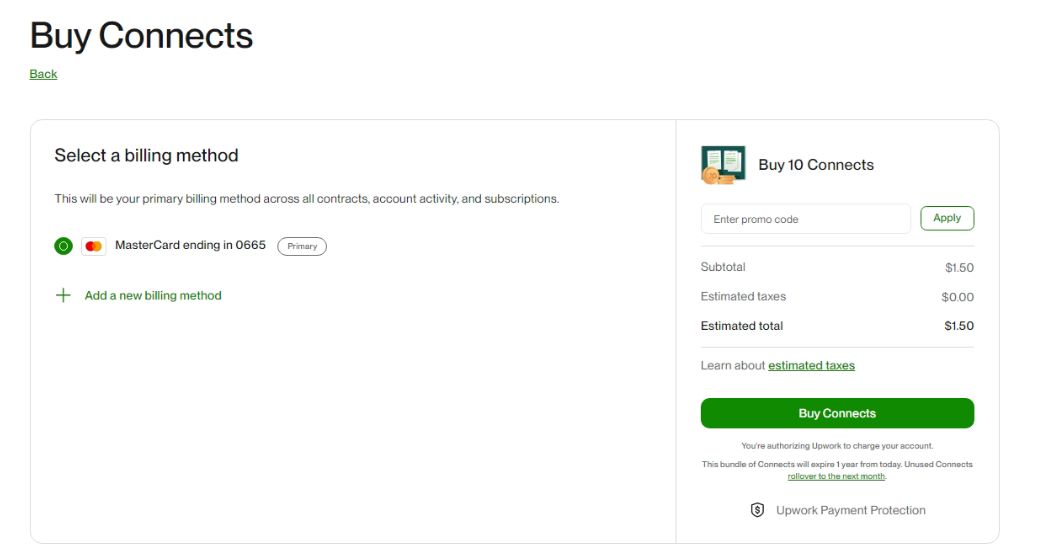 Buy Connects
Back
Select a billing method
This will be your primary billing method across all contracts, account activity, and subscriptions.
MasterCard ending in 0665 Primary
Add a new billing method
Buy 10 Connects
Enter promo code Apply
Subtotal $1.50
Estimated taxes $0.00
Estimated total $1.50
Learn about estimated taxes
Buy Connects
You're authorizing Upwork to charge your account.
This bundle of Connects will expire 1 year from today. Unused Connects
rollover to the next month.
Upwork Payment Protection